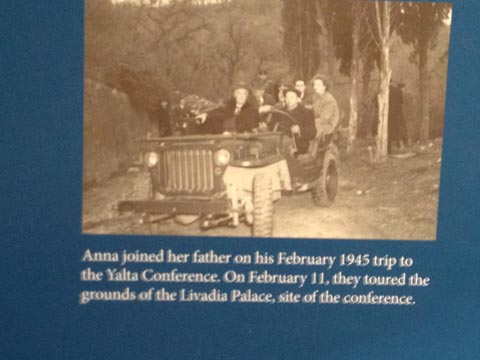 Anna joined her father on his February 1945 trip to
the Yalta Conference. On February 11, they toured the
grounds of the Livadia Palace, site of the conference.